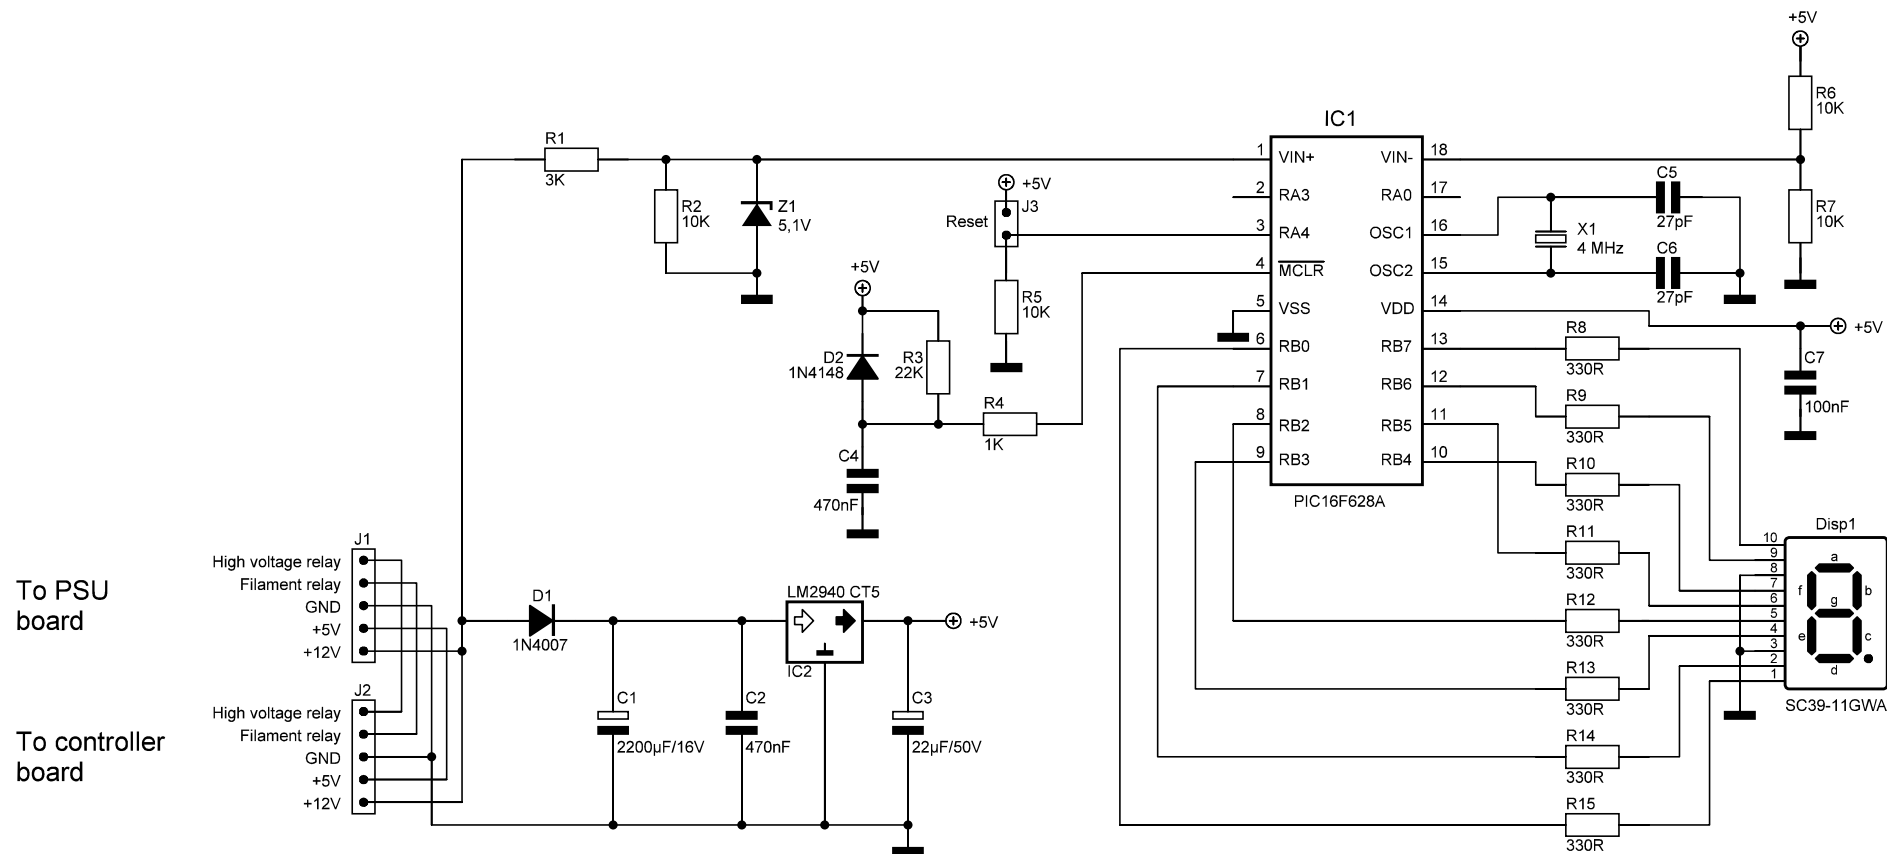 To PSU
board
To controller
board
J1
High voltage relay
Filament relay
GND
+5V
+12V
J2
High voltage relay
Filament relay
GND
+5V
+12V
R1
3K
R2
10K
Z1
5,1V
D1
1N4007
C1
2200µF/16V
C2
470nF
LM2940 CT5
IC2
C3
22µF/50V
+5V
+5V
D2
1N4148
R3
22K
C4
470nF
R4
1K
+5V
J3
Reset
R5
10K
IC1
1 VIN+ VIN- 18
2 RA3 RA0 17
3 RA4 OSC1 16
4 MCLR OSC2 15
5 VSS VDD 14
6 RB0 RB7 13
7 RB1 RB6 12
8 RB2 RB5 11
9 RB3 RB4 10
PIC16F628A
X1
4 MHz
C5
27pF
C6
27pF
+5V
R6
10K
R7
10K
+5V
C7
100nF
R8
330R
R9
330R
R10
330R
R11
330R
R12
330R
R13
330R
R14
330R
R15
330R
Disp1
10
9
8
7
6
5
4
3
2
1
a
f
b
g
e
c
d
SC39-11GWA